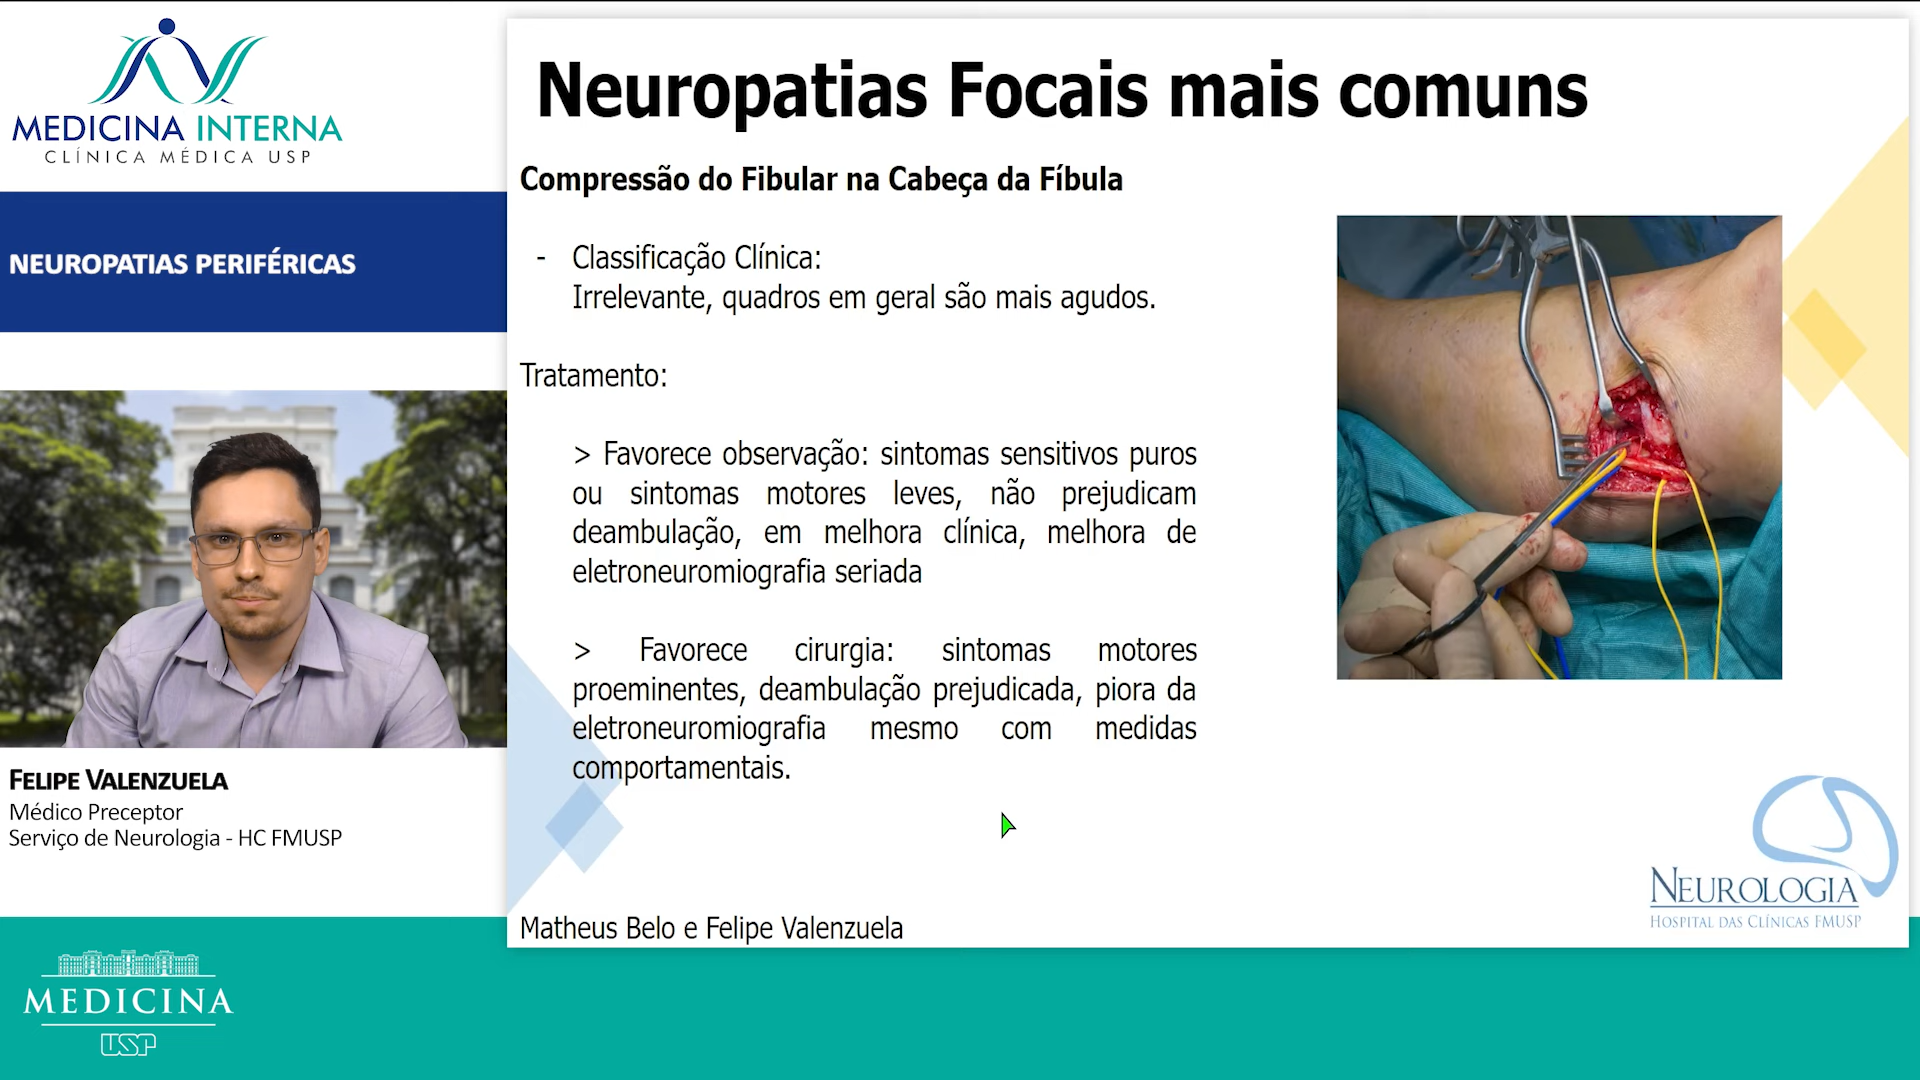 MEDICINA INTERNA
CLÍNICA MÉDICA USP
NEUROPATIAS PERIFÉRICAS
FELIPE VALENZUELA
Médico Preceptor
Serviço de Neurologia - HC FMUSP
MEDICINA
USP
Neuropatias Focais mais comuns
Compressão do Fibular na Cabeça da Fíbula
- Classificação Clínica:
Irrelevante, quadros em geral são mais agudos.
Tratamento:
> Favorece observação: sintomas sensitivos puros
ou sintomas motores leves, não prejudicam
deambulação, em melhora clínica, melhora de
eletroneuromiografia seriada
> Favorece cirurgia: sintomas motores
proeminentes, deambulação prejudicada, piora da
eletroneuromiografia mesmo com medidas
comportamentais.
Matheus Belo e Felipe Valenzuela
NEUROLOGIA
HOSPITAL DAS CLÍNICAS FMUSP